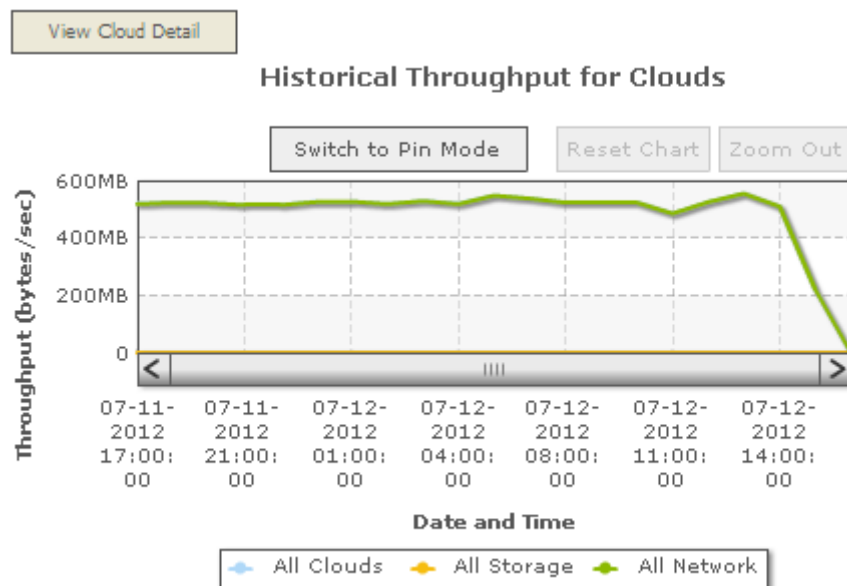 View Cloud Detail
Historical Throughput for Clouds
Switch to Pin Mode Reset Chart Zoom Out
Throughput (bytes/sec)
600MB
400MB
200MB
0
07-11- 07-11- 07-12- 07-12- 07-12- 07-12- 07-12-
2012 2012 2012 2012 2012 2012 2012
17:00: 21:00: 01:00: 04:00: 08:00: 11:00: 14:00:
00 00 00 00 00 00 00
Date and Time
All Clouds All Storage All Network